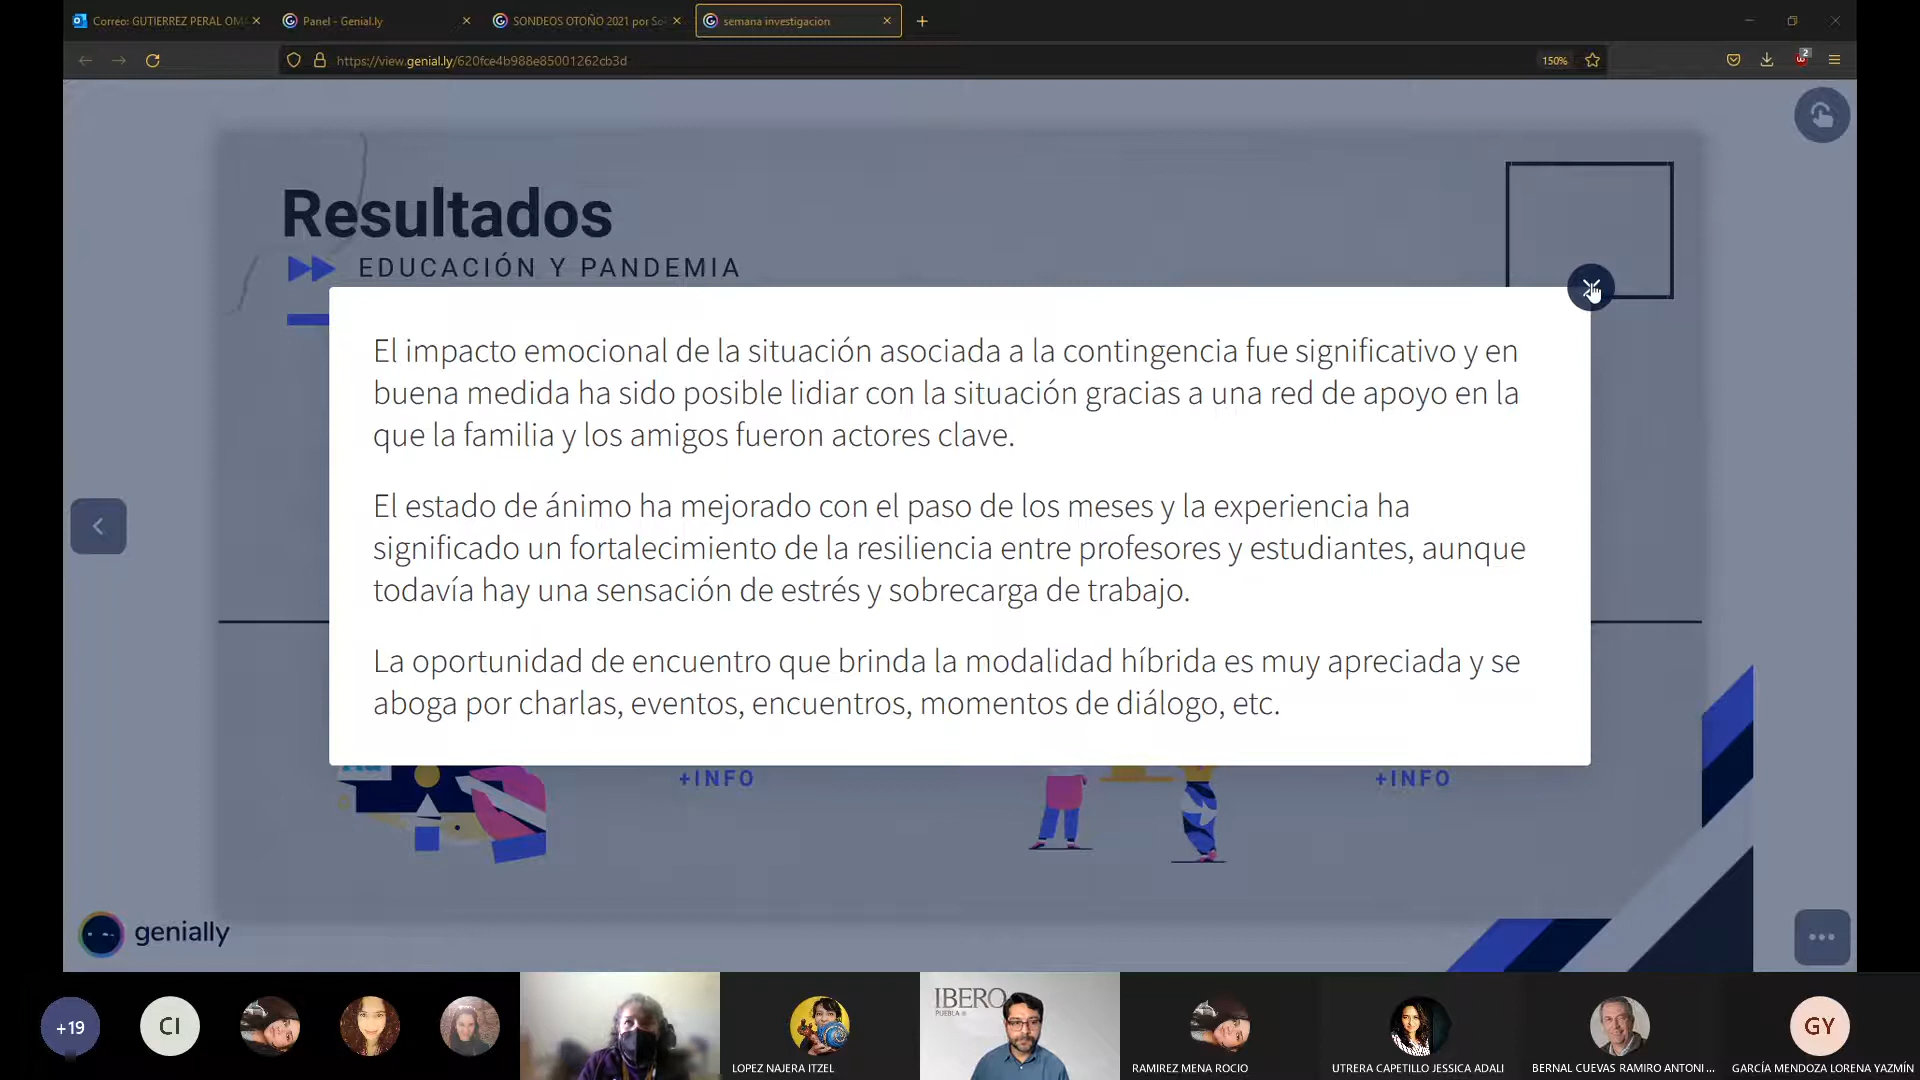 Correo: GUTIERREZ PERAL OM
Panel - Genial.ly
SONDEOS OTOÑO 2021 por So
semana investigacion
https://view.genial.ly/620fce4b988e85001262cb3d
150%
2
Resultados
EDUCACIÓN Y PANDEMIA
El impacto emocional de la situación asociada a la contingencia fue significativo y en
buena medida ha sido posible lidiar con la situación gracias a una red de apoyo en la
que la familia y los amigos fueron actores clave.
El estado de ánimo ha mejorado con el paso de los meses y la experiencia ha
significado un fortalecimiento de la resiliencia entre profesores y estudiantes, aunque
todavía hay una sensación de estrés y sobrecarga de trabajo.
La oportunidad de encuentro que brinda la modalidad híbrida es muy apreciada y se
aboga por charlas, eventos, encuentros, momentos de diálogo, etc.
+INFO
+INFO
genially
+19
CI
LOPEZ NAJERA ITZEL
IBERO
PUEBLA
RAMIREZ MENA ROCIO
UTRERA CAPETILLO JESSICA ADALI
BERNAL CUEVAS RAMIRO ANTONI ...
GY
GARCÍA MENDOZA LORENA YAZMÍN